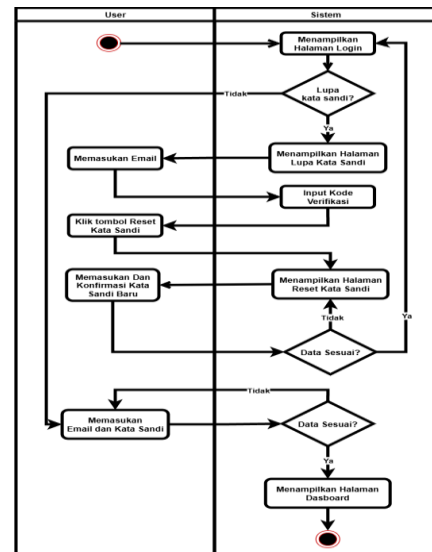 User
Sistem
Menampilkan
Halaman Login
Lupa
kata sandi?
Tidak
Ya
Memasukan Email
Menampilkan Halaman
Lupa Kata Sandi
Input Kode
Verifikasi
Klik tombol Reset
Kata Sandi
Memasukan Dan
Konfirmasi Kata
Sandi Baru
Menampilkan Halaman
Reset Kata Sandi
Tidak
Ya
Data Sesuai?
Tidak
Memasukan
Email dan Kata Sandi
Data Sesuai?
Ya
Menampilkan Halaman
Dasboard